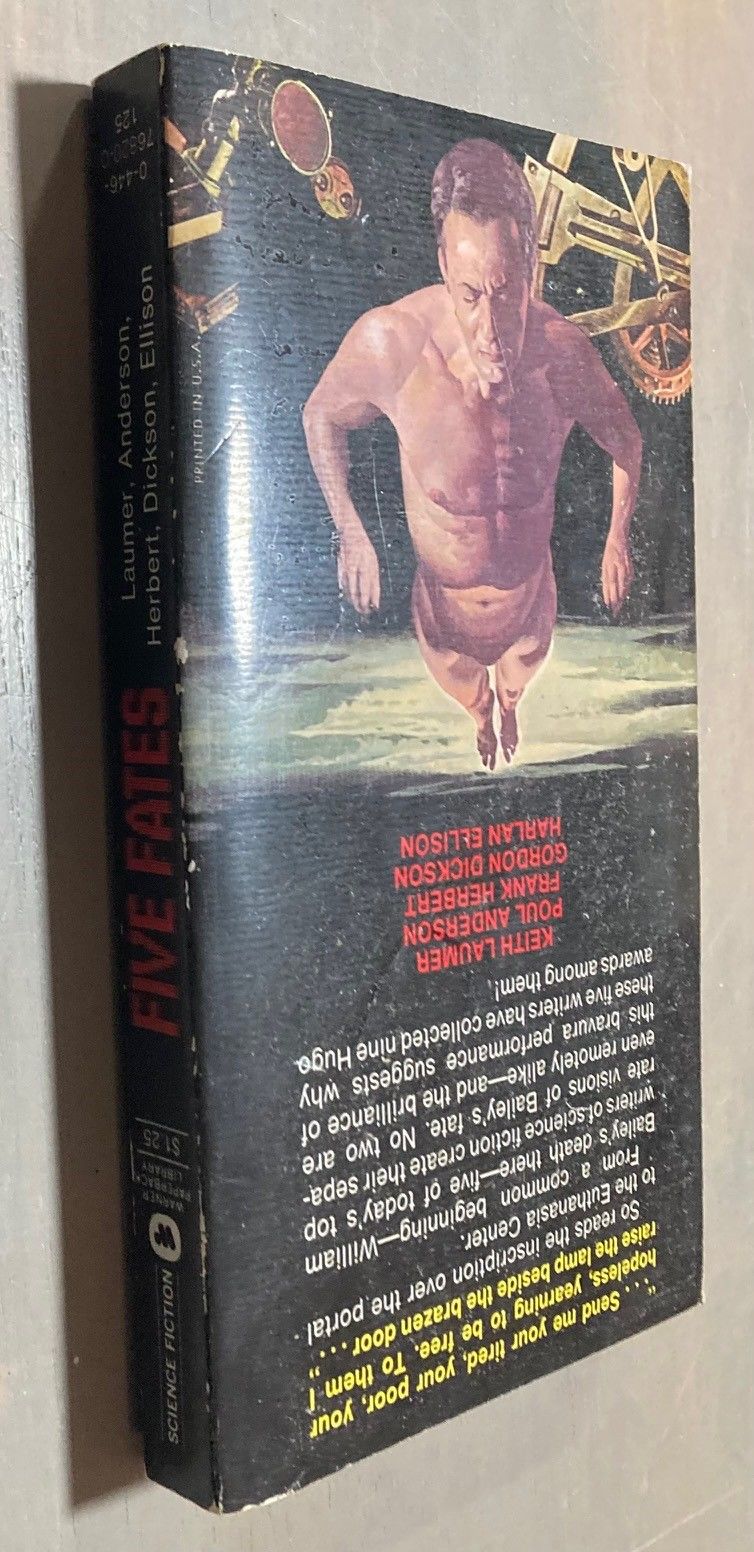 ". . . Send me your tired, your poor, your
hopeless, yearning to be free. To them I
raise the lamp beside the brazen door . . . ."
So reads the inscription over the portal
to the Euthanasia Center.
From a common beginning—William
Bailey's death there—five of today's top
writers of science fiction create their sepa-
rate visions of Bailey's fate. No two are
even remotely alike—and the brilliance of
this bravura performance suggests why
these five writers have collected nine Hugo
awards among them!
KEITH LAUMER
POUL ANDERSON
FRANK HERBERT
GORDON DICKSON
HARLAN ELLISON
PRINTED IN U.S.A.
SCIENCE FICTION
WARNER
PAPERBACK
LIBRARY
$1.25
FIVE FATES
Laumer, Anderson,
Herbert, Dickson, Ellison
0-446-
125